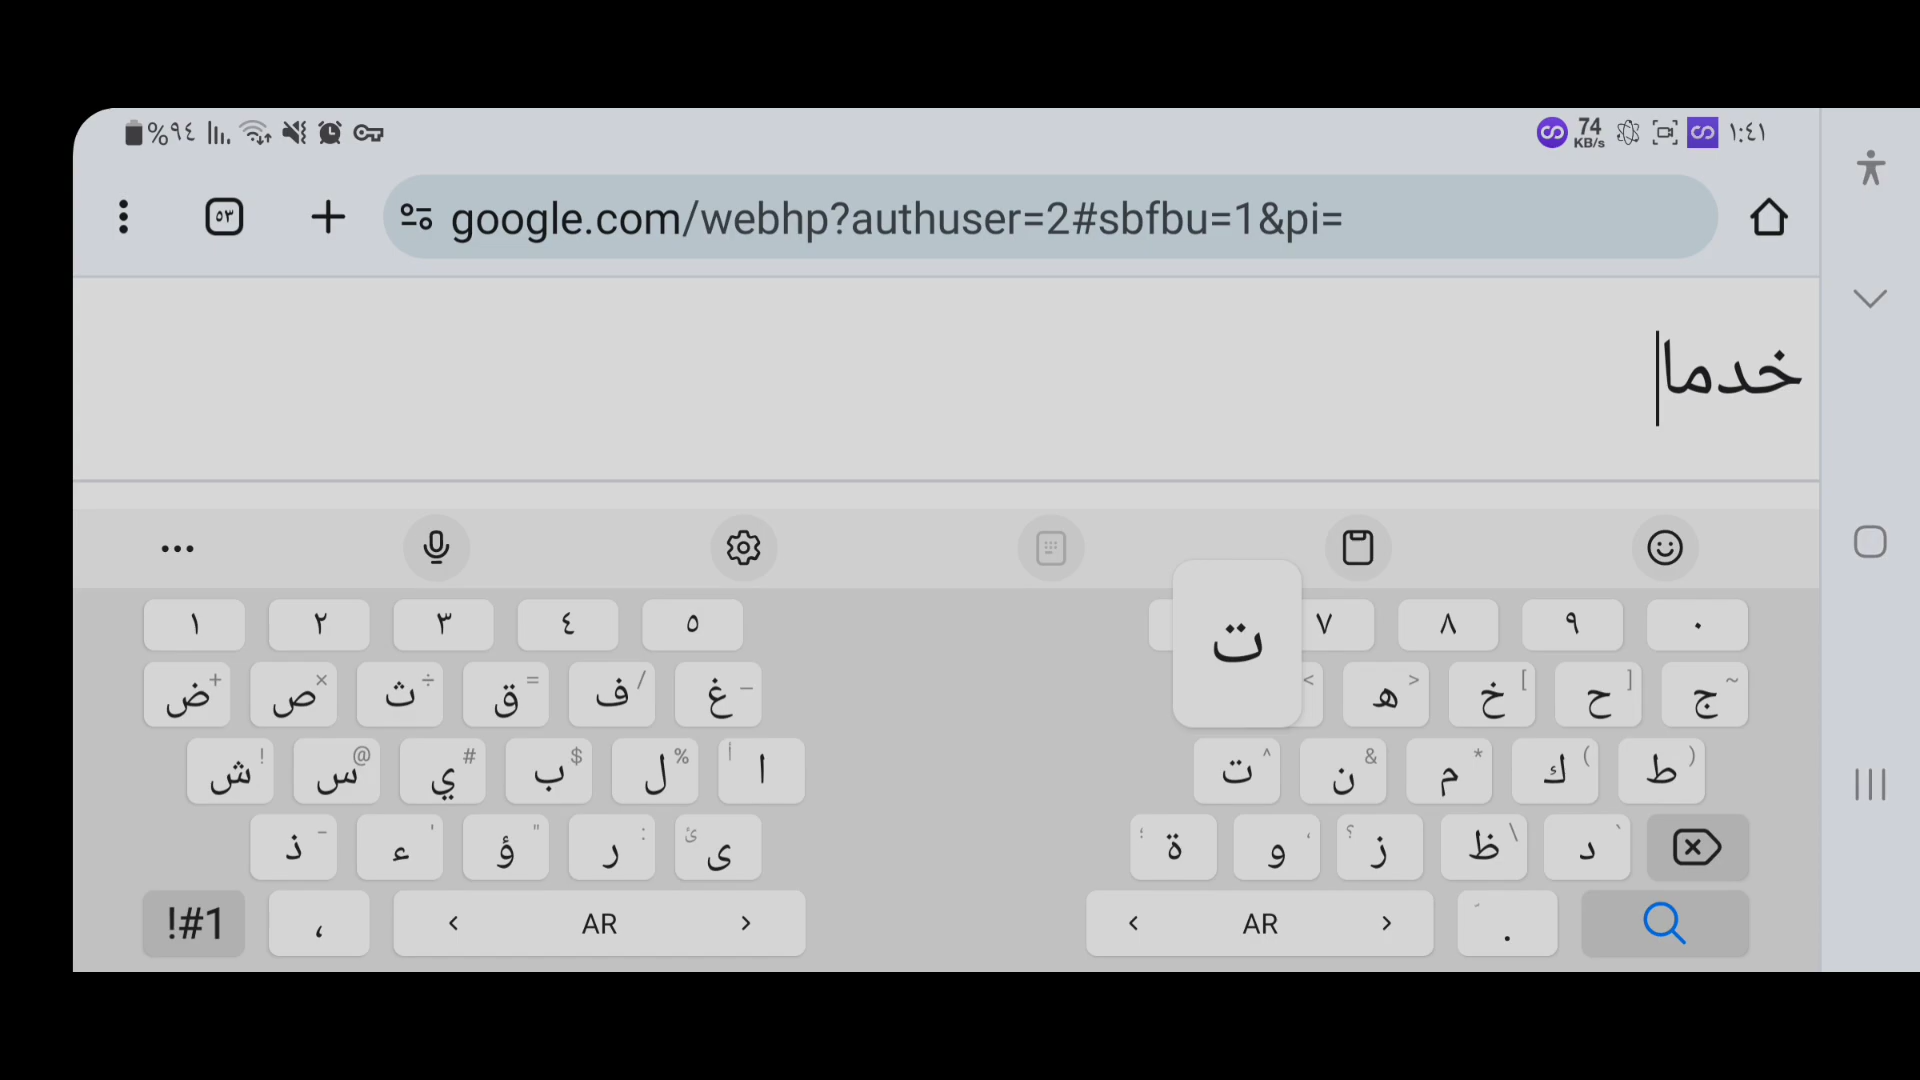 %٩٤ 74 KB/s ١:٤١
٥٣ google.com/webhp?authuser=2#sbfbu=1&pi=
خدما
ت
١ ٢ ٣ ٤ ٥ ٧ ٨ ٩ ٠
ض + ص × ث ÷ ق = ف / غ _ < ه > خ [ ح ] ج ~
ش ! س @ ي # ب $ ل % ا أ ت ^ ن & م * ك ( ط )
ذ - ء ' ؤ " ر : ى ئ ة ؛ و ، ز ؟ ظ \ د `
!#1 ، < AR > < AR > .